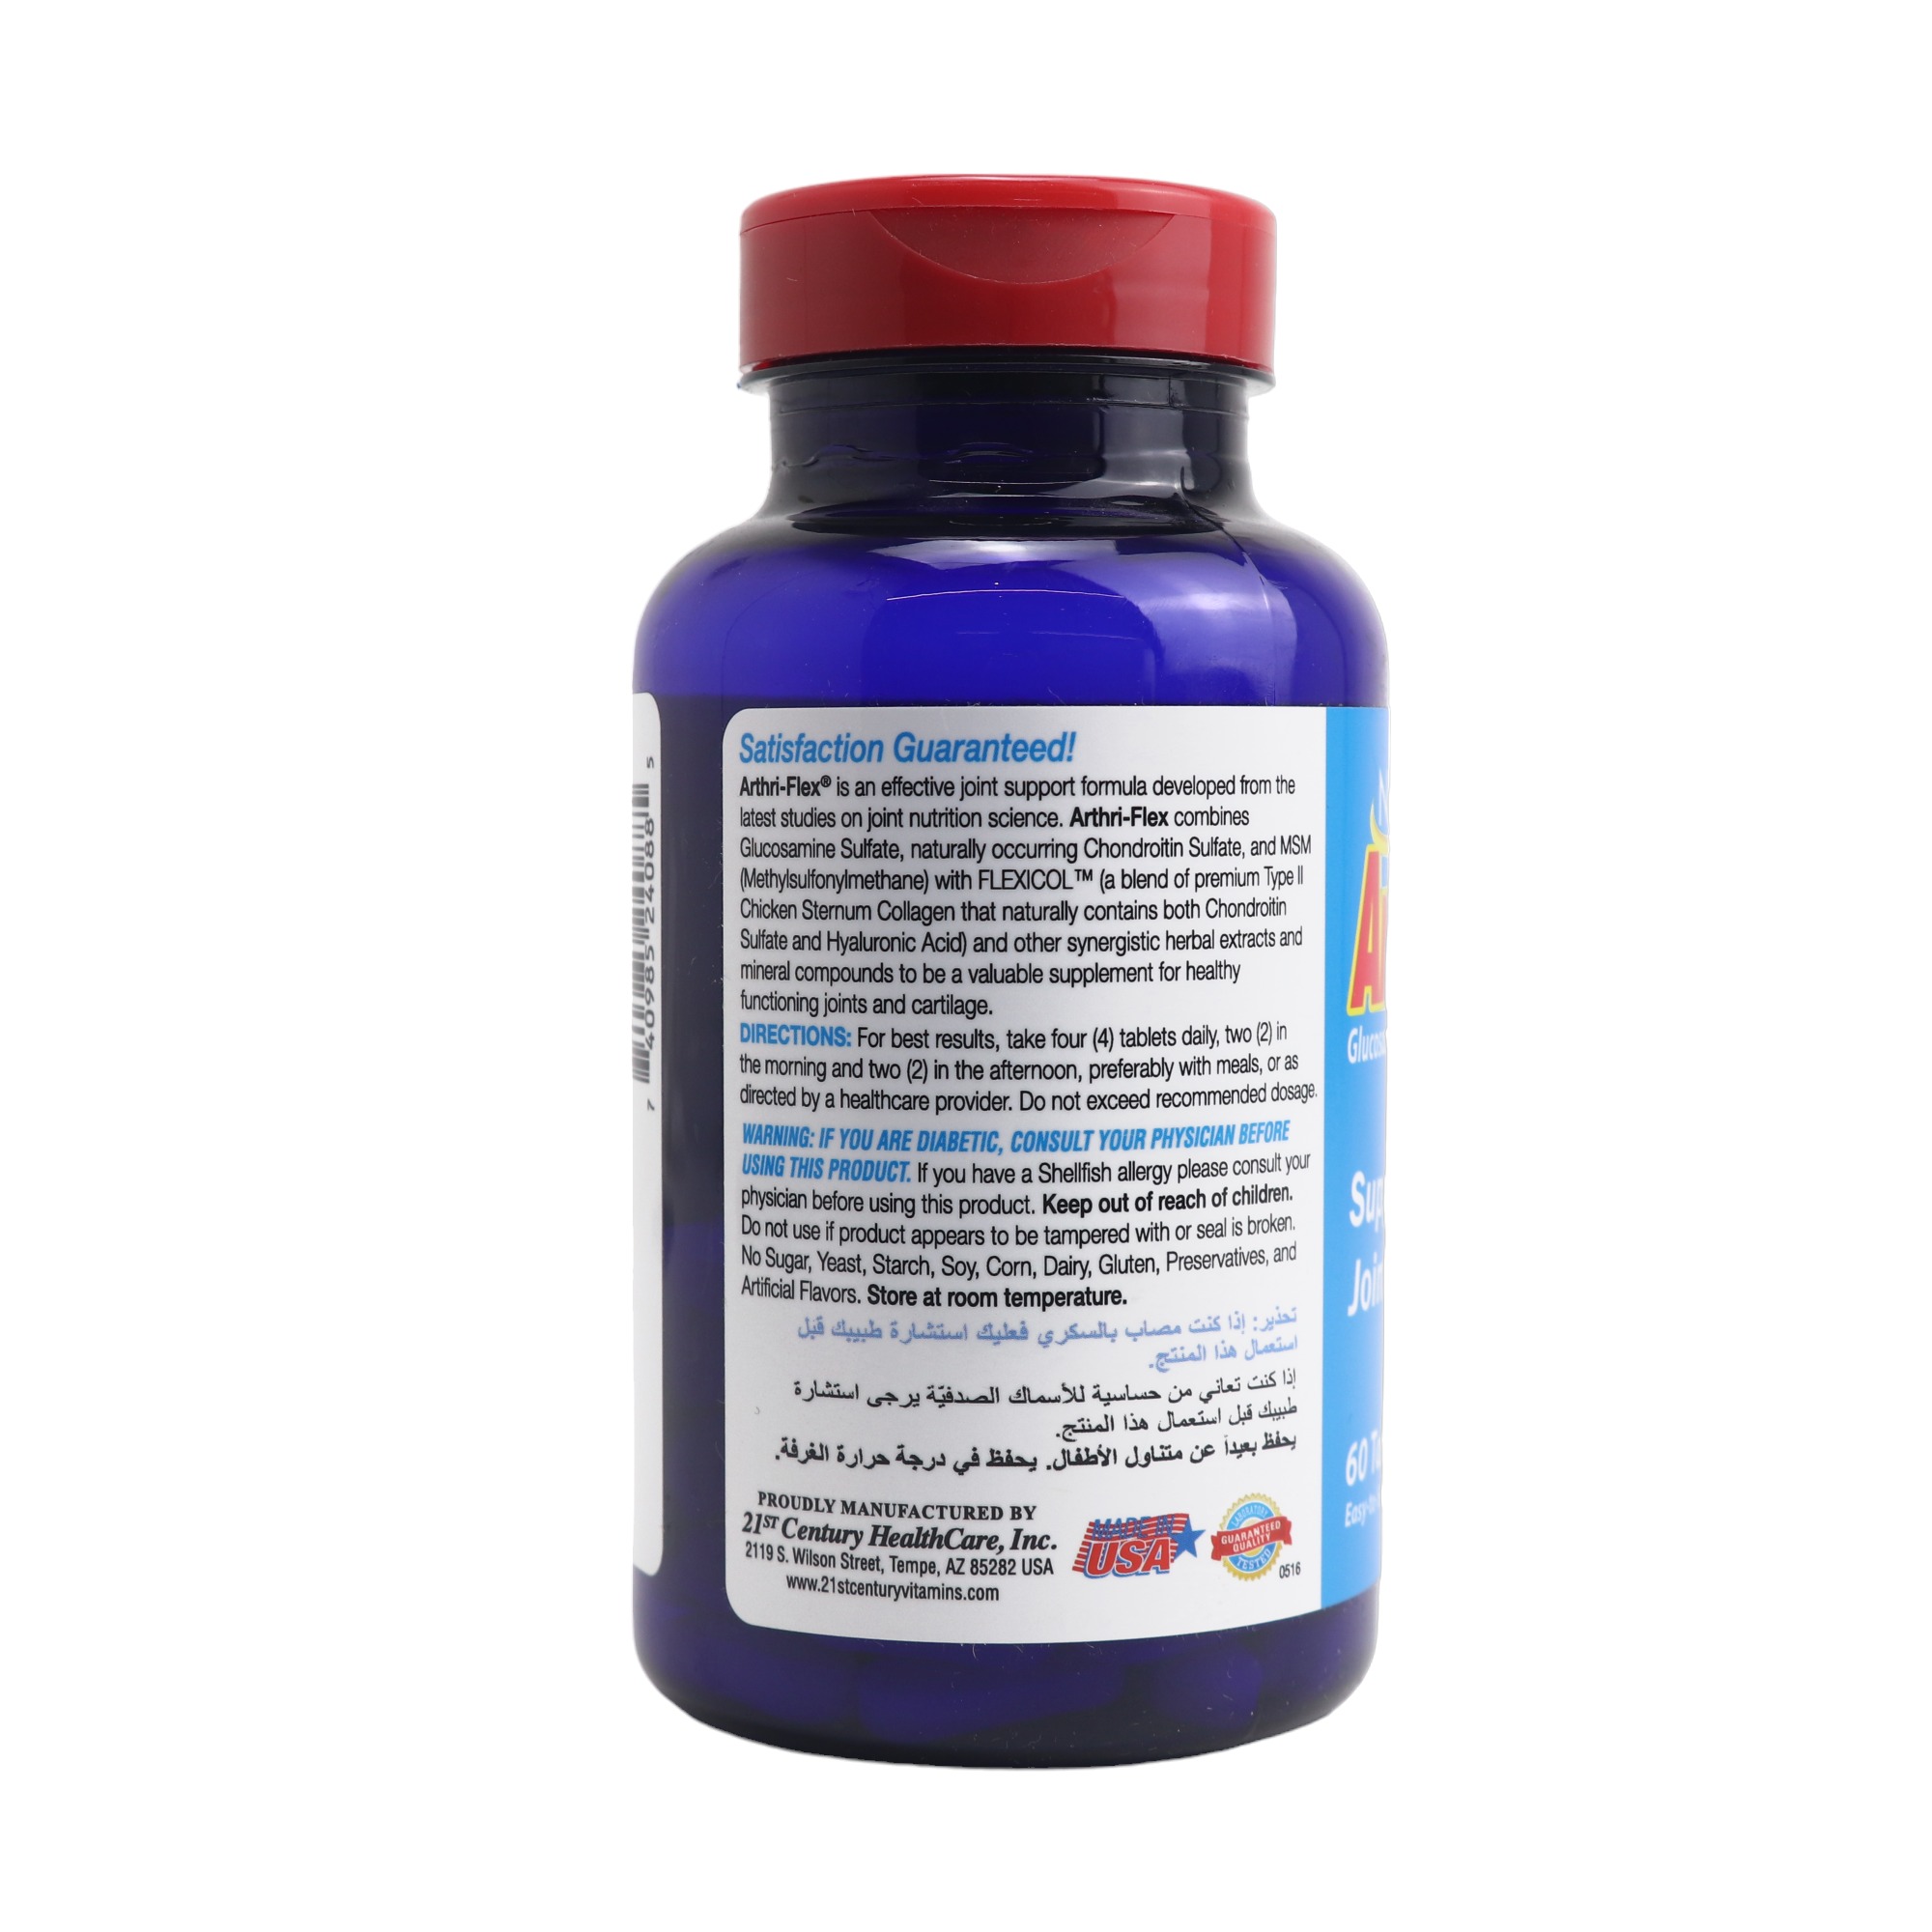 Satisfaction Guaranteed!
Arthri-Flex® is an effective joint support formula developed from the
latest studies on joint nutrition science. Arthri-Flex combines
Glucosamine Sulfate, naturally occurring Chondroitin Sulfate, and MSM
(Methylsulfonylmethane) with FLEXICOL™ (a blend of premium Type II
Chicken Sternum Collagen that naturally contains both Chondroitin
Sulfate and Hyaluronic Acid) and other synergistic herbal extracts and
mineral compounds to be a valuable supplement for healthy
functioning joints and cartilage.
DIRECTIONS: For best results, take four (4) tablets daily, two (2) in
the morning and two (2) in the afternoon, preferably with meals, or as
directed by a healthcare provider. Do not exceed recommended dosage.
WARNING: IF YOU ARE DIABETIC, CONSULT YOUR PHYSICIAN BEFORE
USING THIS PRODUCT. If you have a Shellfish allergy please consult your
physician before using this product. Keep out of reach of children.
Do not use if product appears to be tampered with or seal is broken.
No Sugar, Yeast, Starch, Soy, Corn, Dairy, Gluten, Preservatives, and
Artificial Flavors. Store at room temperature.
تحذير: إذا كنت مصاب بالسكري فعليك استشارة طبيبك قبل
استعمال هذا المنتج.
إذا كنت تعاني من حساسية للأسماك الصدفيّة يرجى استشارة
طبيبك قبل استعمال هذا المنتج.
يحفظ بعيداً عن متناول الأطفال. يحفظ في درجة حرارة الغرفة.
PROUDLY MANUFACTURED BY
21ST Century HealthCare, Inc.
2119 S. Wilson Street, Tempe, AZ 85282 USA
www.21stcenturyvitamins.com
MADE IN
USA
LABORATORY
GUARANTEED
QUALITY
TESTED
0516
7 40985 24088 5
60